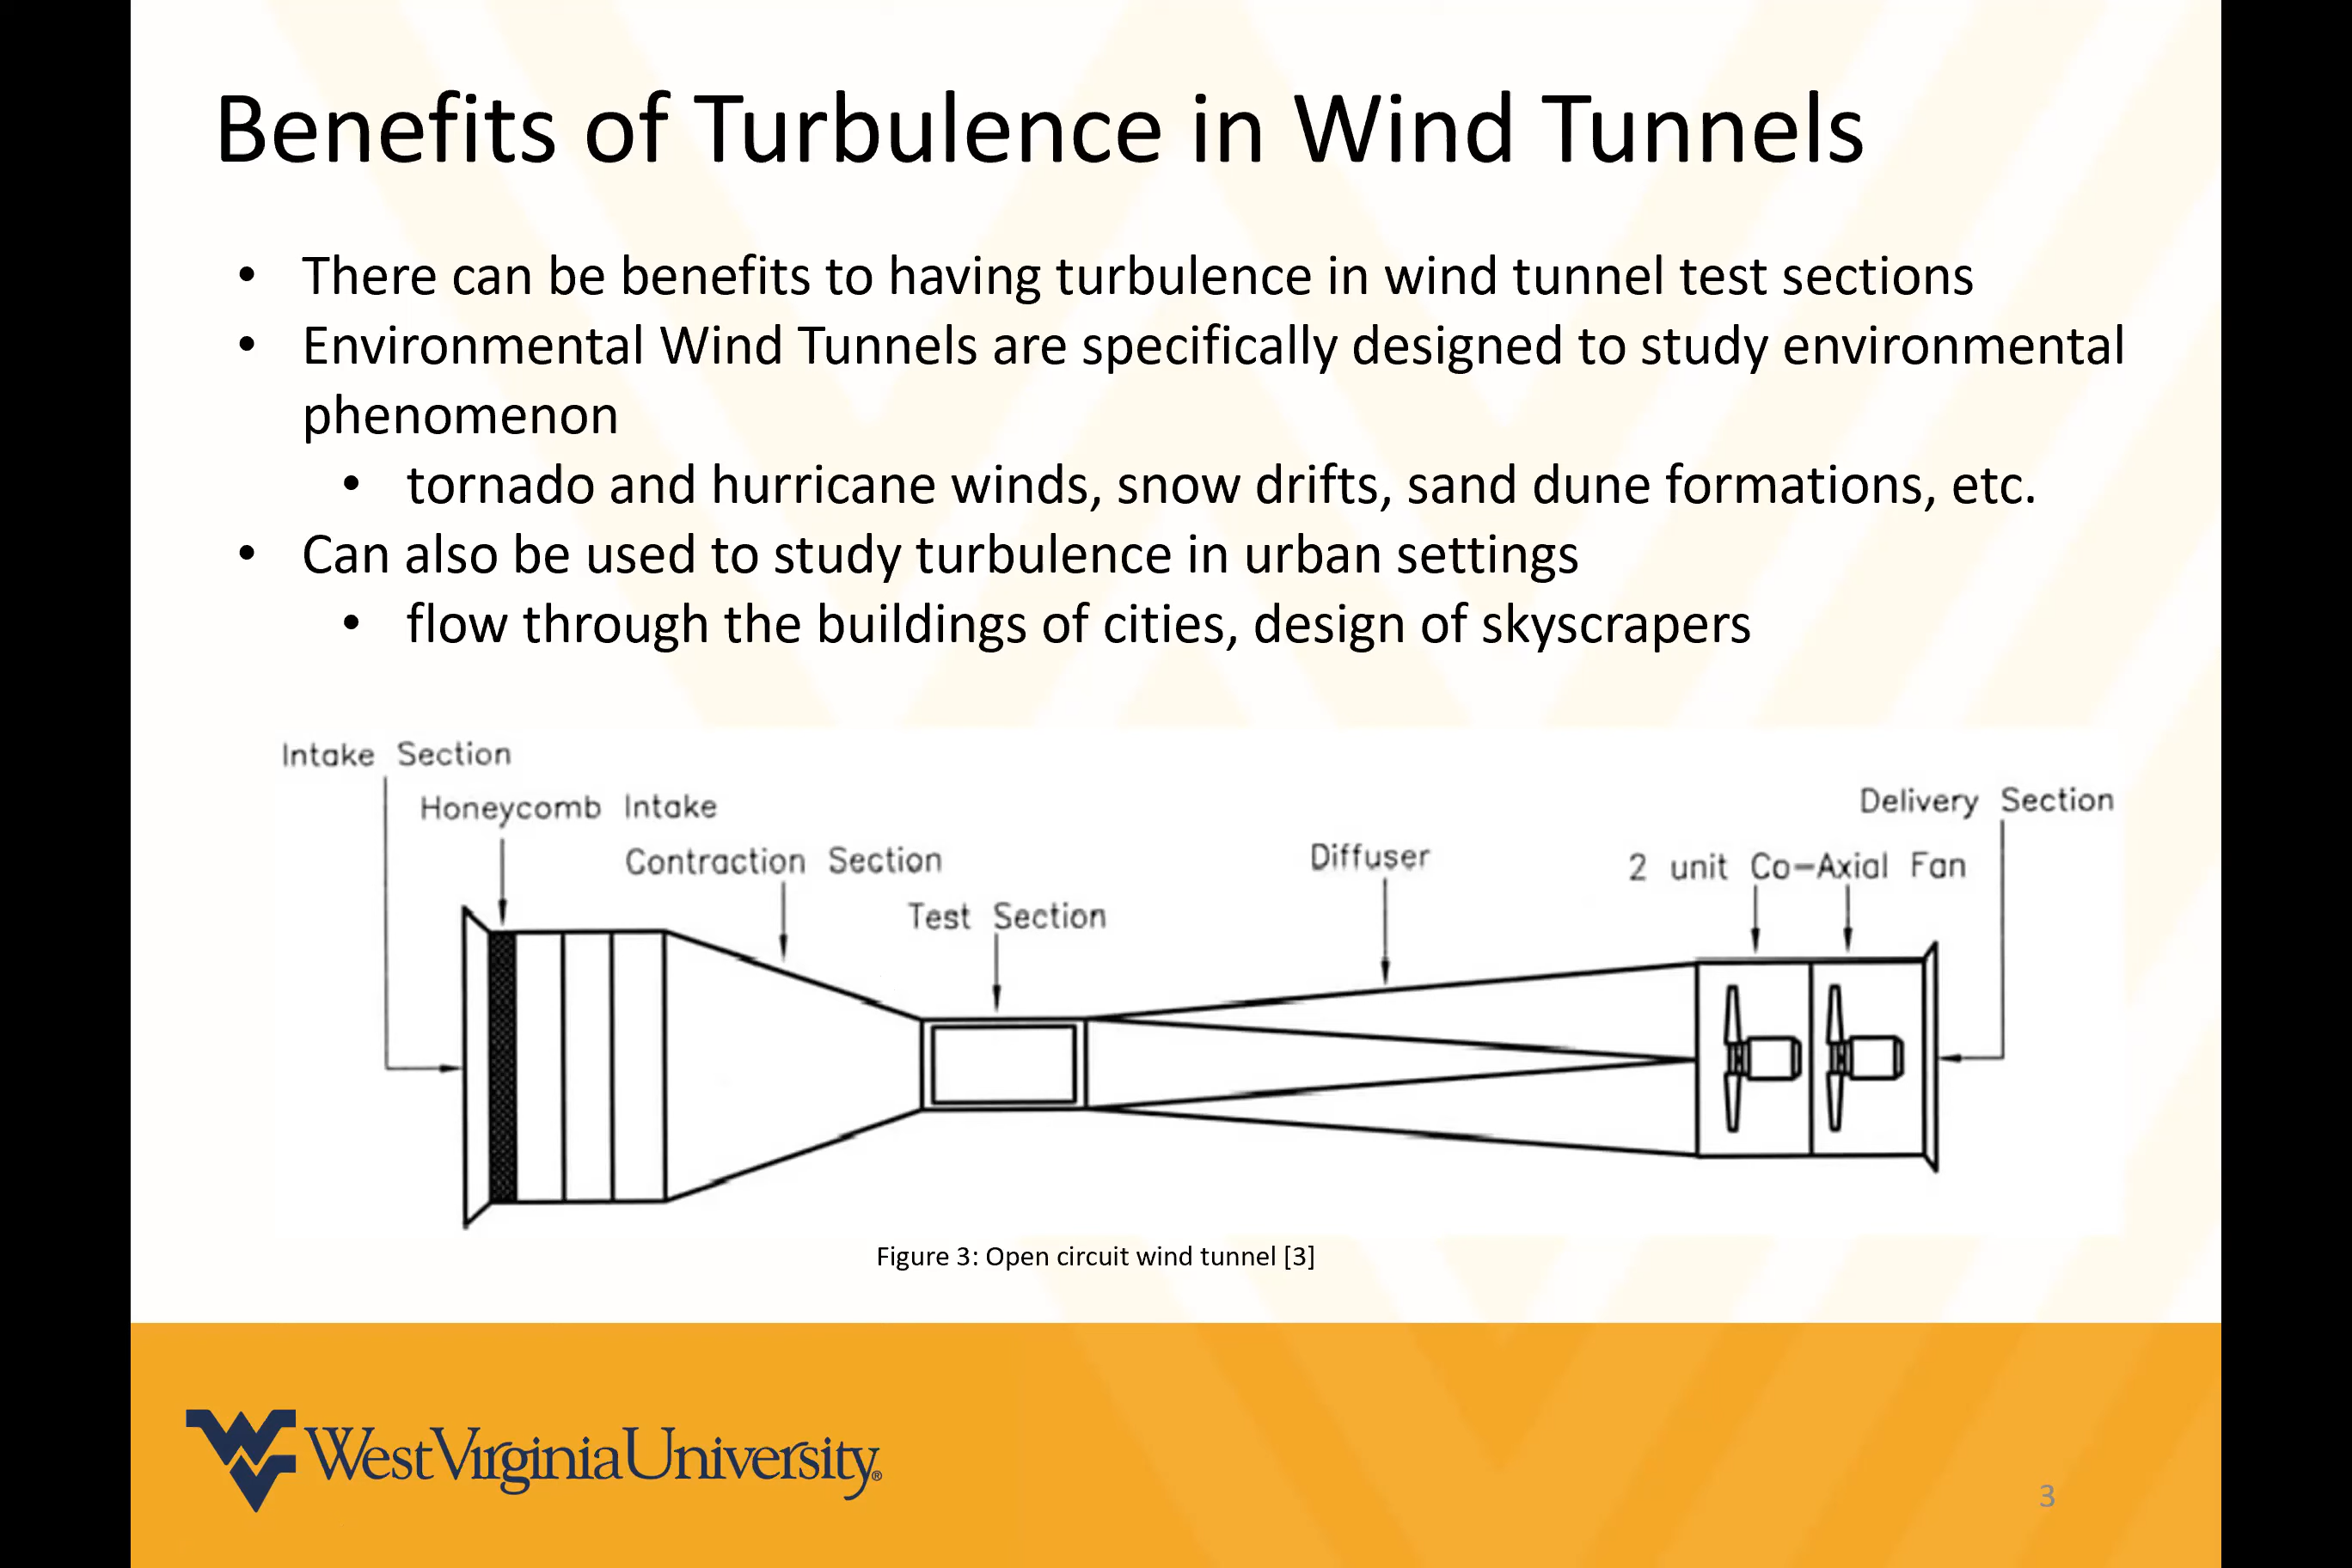 Benefits of Turbulence in Wind Tunnels
• There can be benefits to having turbulence in wind tunnel test sections
• Environmental Wind Tunnels are specifically designed to study environmental
phenomenon
• tornado and hurricane winds, snow drifts, sand dune formations, etc.
• Can also be used to study turbulence in urban settings
• flow through the buildings of cities, design of skyscrapers
Intake Section
Honeycomb Intake
Contraction Section
Test Section
Diffuser
2 unit Co-Axial Fan
Delivery Section
Figure 3: Open circuit wind tunnel [3]
WV West Virginia University®
3